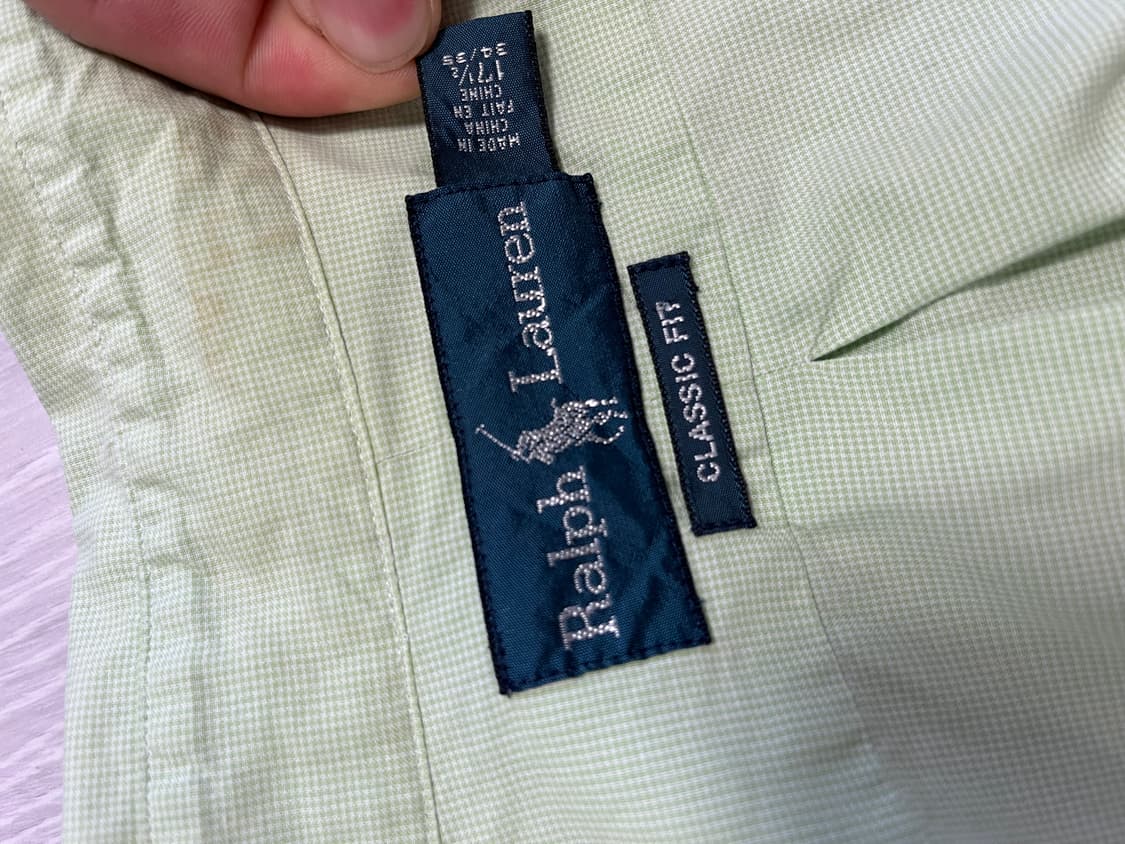 Ralph Lauren
CLASSIC FIT
17½
34/35
MADE IN
CHINA
FAIT EN
CHINE